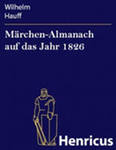 Wilhelm
Hauff
Märchen-Almanach
auf das Jahr 1826
Henricus